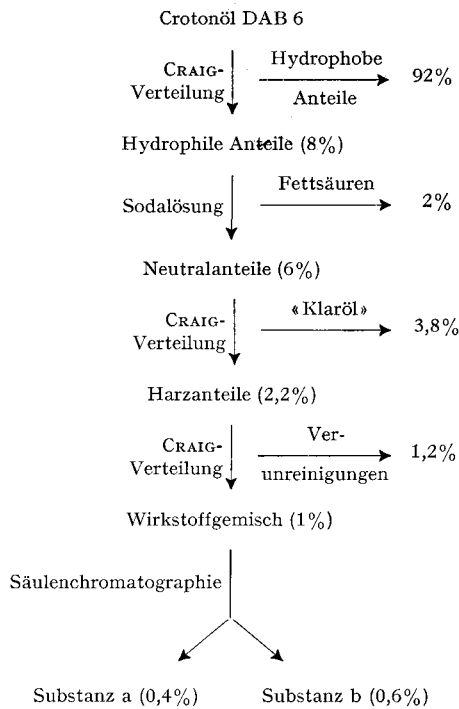 Crotonöl DAB 6
CRAIG-
Verteilung
Hydrophobe
Anteile
92%
Hydrophile Anteile (8%)
Sodalösung
Fettsäuren
2%
Neutralanteile (6%)
CRAIG-
Verteilung
«Klaröl»
3,8%
Harzanteile (2,2%)
CRAIG-
Verteilung
Ver-
unreinigungen
1,2%
Wirkstoffgemisch (1%)
Säulenchromatographie
Substanz a (0,4%) Substanz b (0,6%)